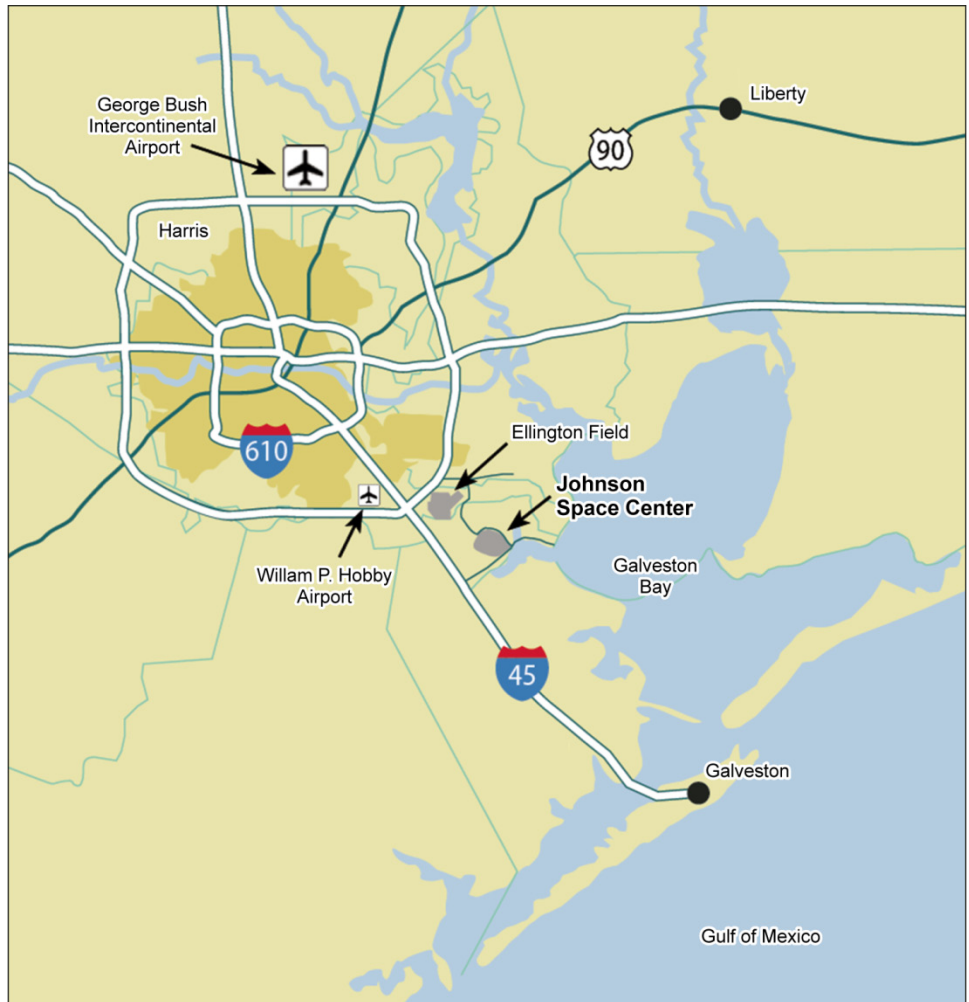 Liberty
George Bush
Intercontinental
Airport
90
Harris
Ellington Field
610
Johnson
Space Center
Willam P. Hobby
Airport
Galveston
Bay
45
Galveston
Gulf of Mexico